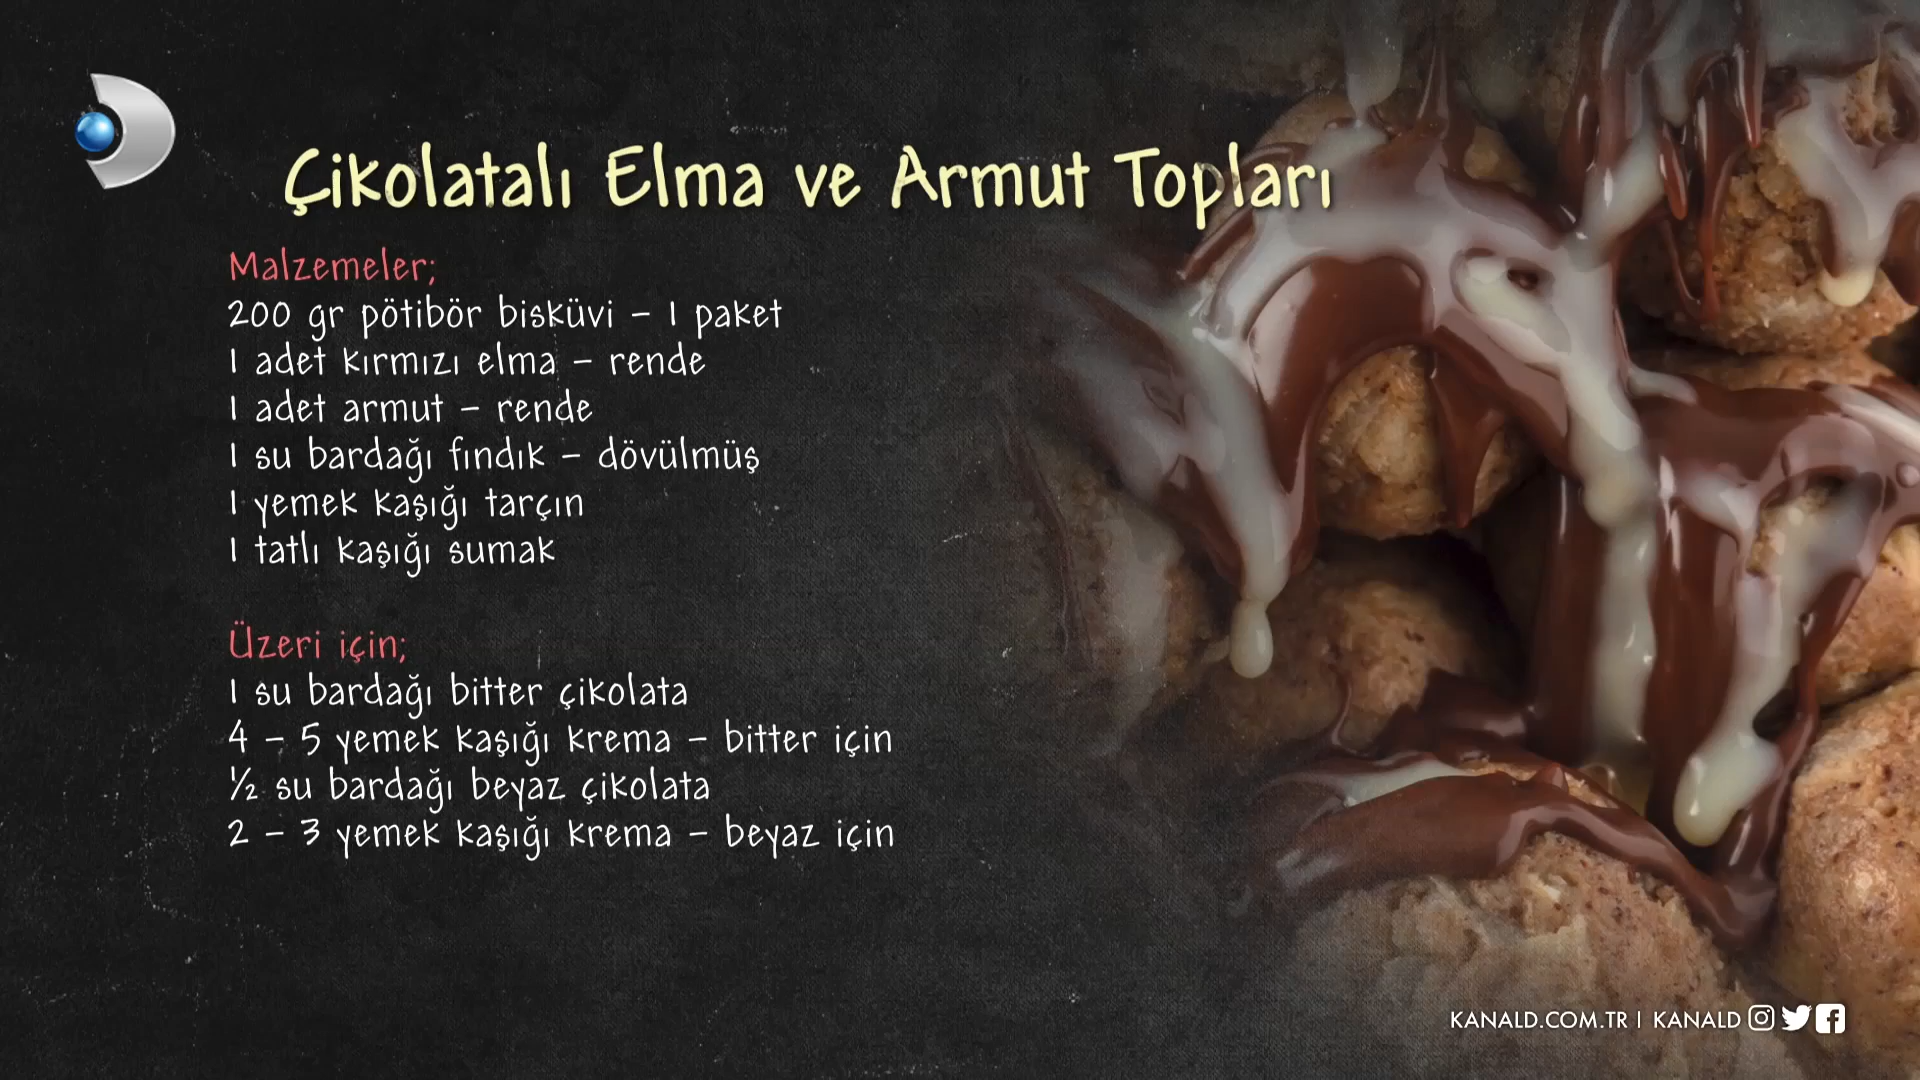 Çikolatalı Elma ve Armut Topları
Malzemeler;
200 gr pötibör bisküvi – 1 paket
1 adet kırmızı elma – rende
1 adet armut – rende
1 su bardağı fındık – dövülmüş
1 yemek kaşığı tarçın
1 tatlı kaşığı sumak
Üzeri için;
1 su bardağı bitter çikolata
4 – 5 yemek kaşığı krema – bitter için
½ su bardağı beyaz çikolata
2 – 3 yemek kaşığı krema – beyaz için
KANALD.COM.TR | KANALD